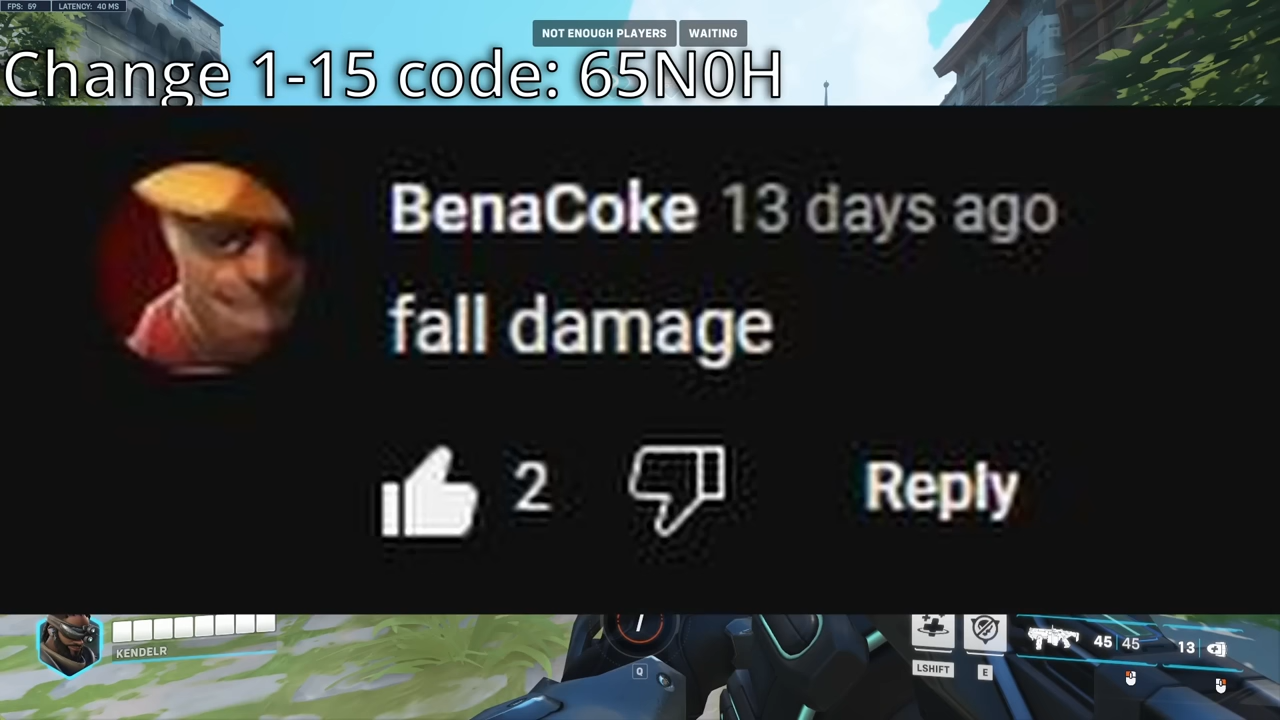 FPS: 59 LATENCY: 40 MS
NOT ENOUGH PLAYERS WAITING
Change 1-15 code: 65N0H
BenaCoke 13 days ago
fall damage
2 Reply
KENDELR
Q
LSHIFT
E
45 | 45
13